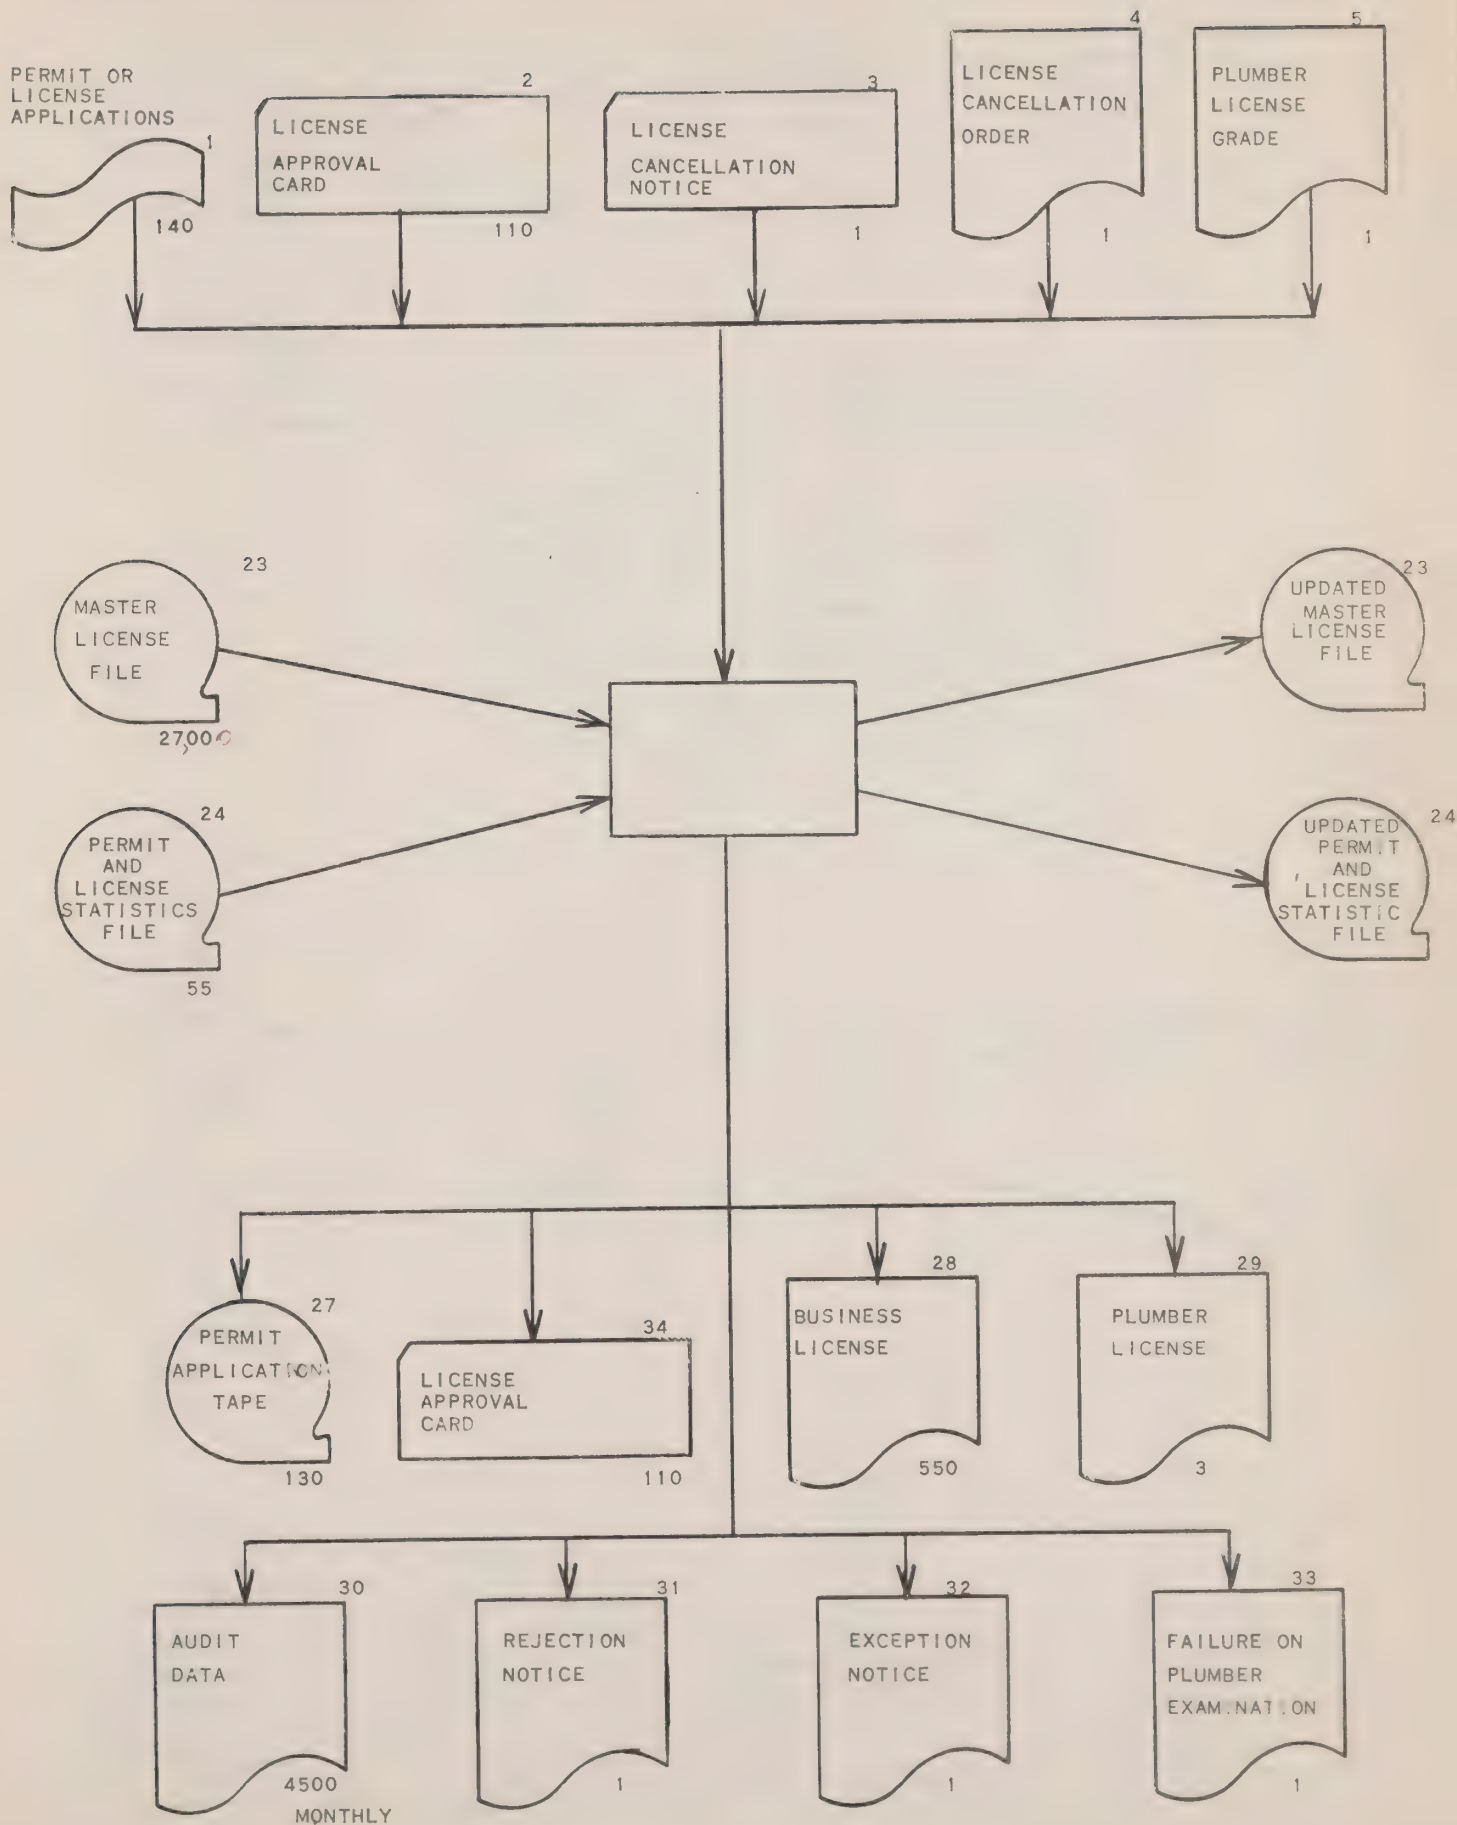 PERMIT OR
LICENSE
APPLICATIONS
1
140
2
LICENSE
APPROVAL
CARD
110
3
LICENSE
CANCELLATION
NOTICE
1
4
LICENSE
CANCELLATION
ORDER
1
5
PLUMBER
LICENSE
GRADE
1
23
MASTER
LICENSE
FILE
27,000
23
UPDATED
MASTER
LICENSE
FILE
24
PERMIT
AND
LICENSE
STATISTICS
FILE
55
24
UPDATED
PERMIT
AND
LICENSE
STATISTIC
FILE
27
PERMIT
APPLICATION
TAPE
130
34
LICENSE
APPROVAL
CARD
110
28
BUSINESS
LICENSE
550
29
PLUMBER
LICENSE
3
30
AUDIT
DATA
4500
MONTHLY
31
REJECTION
NOTICE
1
32
EXCEPTION
NOTICE
1
33
FAILURE ON
PLUMBER
EXAMINATION
1